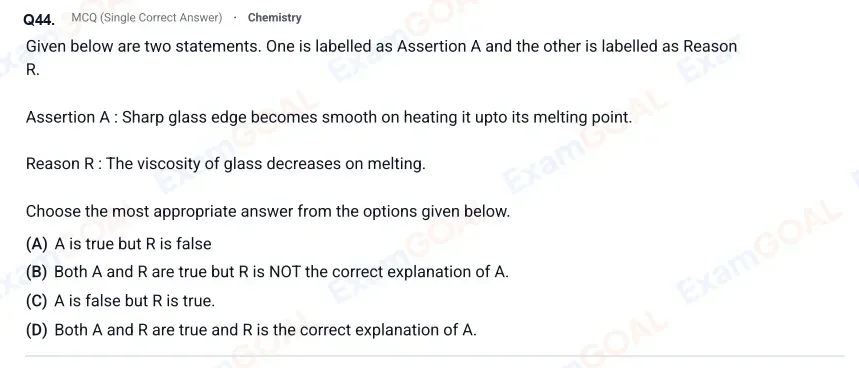 Q44. MCQ (Single Correct Answer) · Chemistry
Given below are two statements. One is labelled as Assertion A and the other is labelled as Reason
R.
Assertion A : Sharp glass edge becomes smooth on heating it upto its melting point.
Reason R : The viscosity of glass decreases on melting.
Choose the most appropriate answer from the options given below.
(A) A is true but R is false
(B) Both A and R are true but R is NOT the correct explanation of A.
(C) A is false but R is true.
(D) Both A and R are true and R is the correct explanation of A.
ExamGOAL